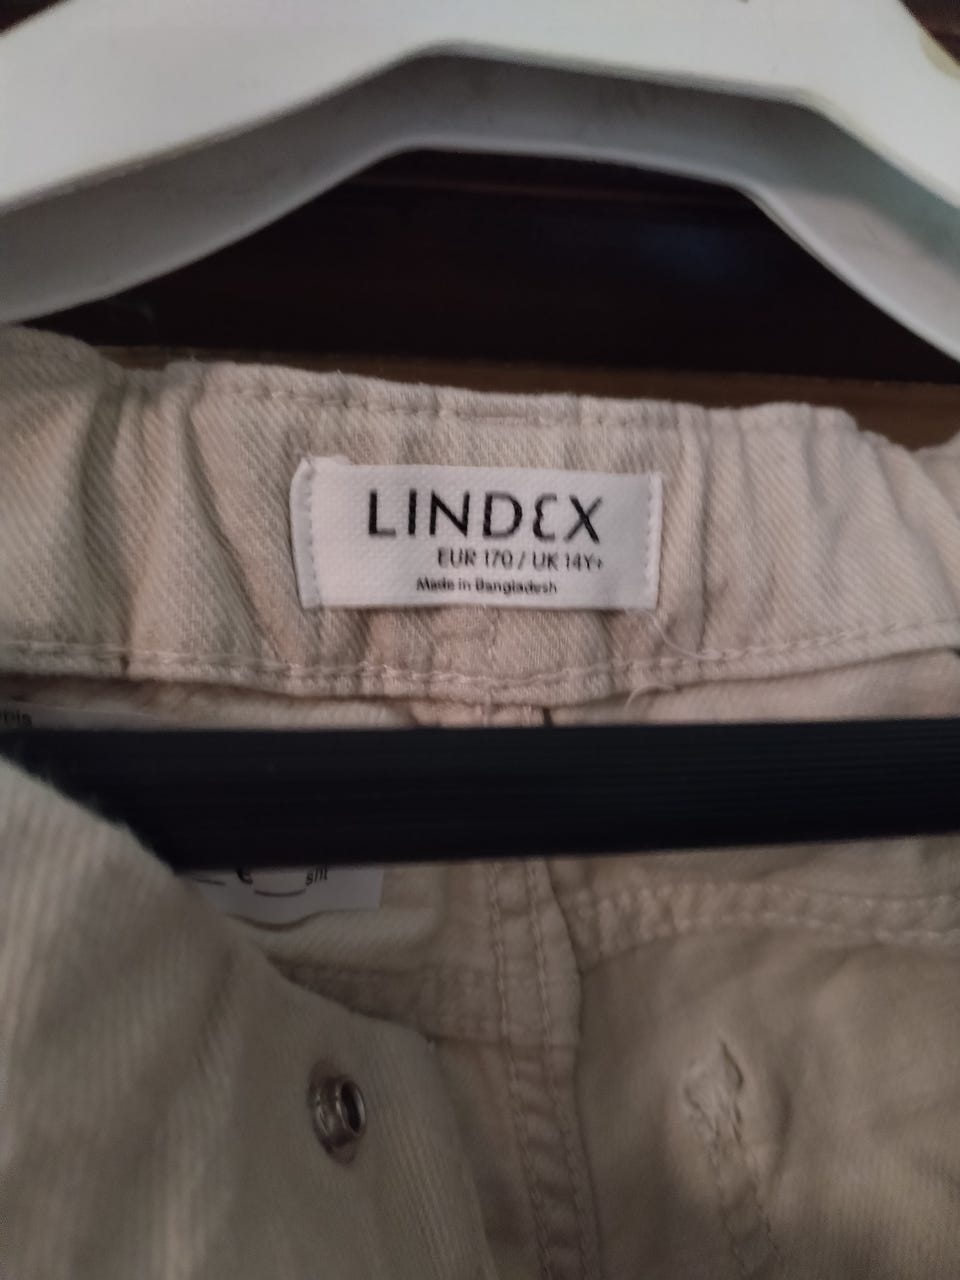 LINDEX
EUR 170 / UK 14Y+
Made in Bangladesh